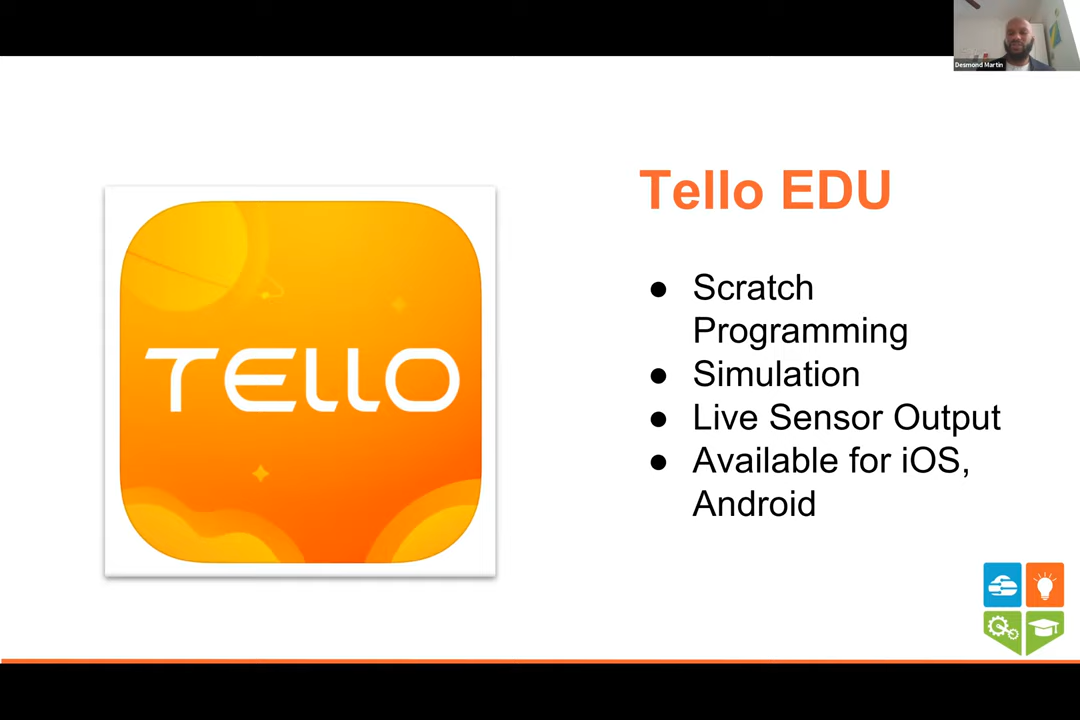 Desmond Martin
Tello EDU
● Scratch
Programming
● Simulation
● Live Sensor Output
● Available for iOS,
Android
TELLO